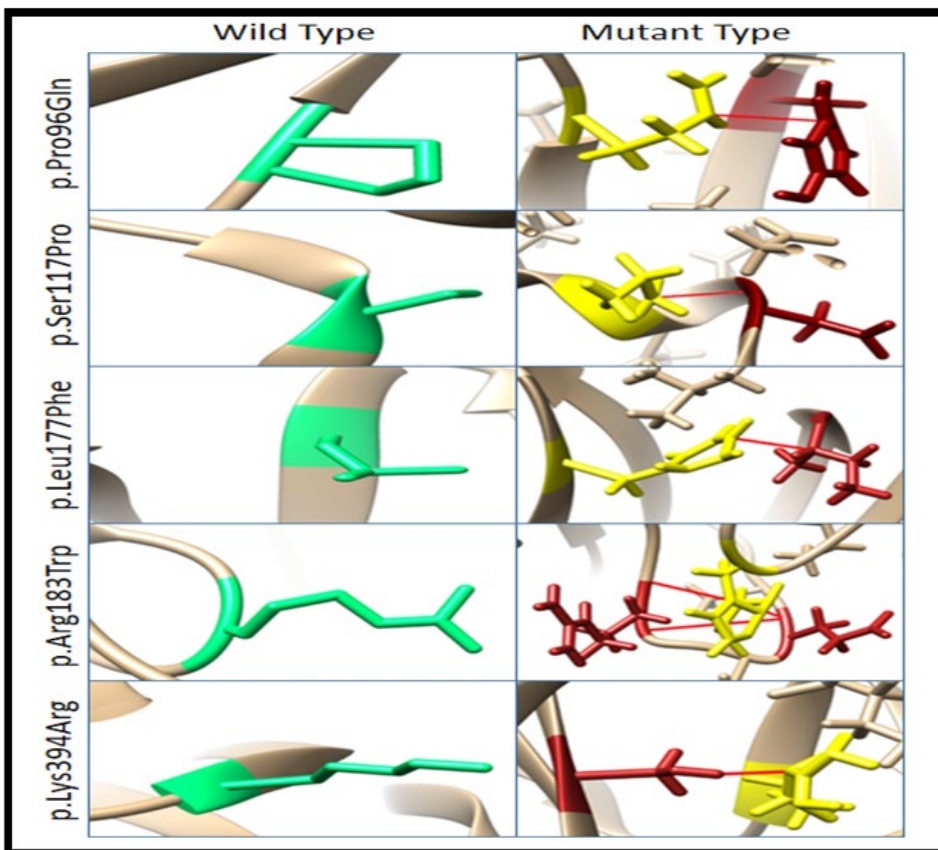 Wild Type
Mutant Type
p.Pro96Gln
p.Ser117Pro
p.Leu177Phe
p.Arg183Trp
p.Lys394Arg